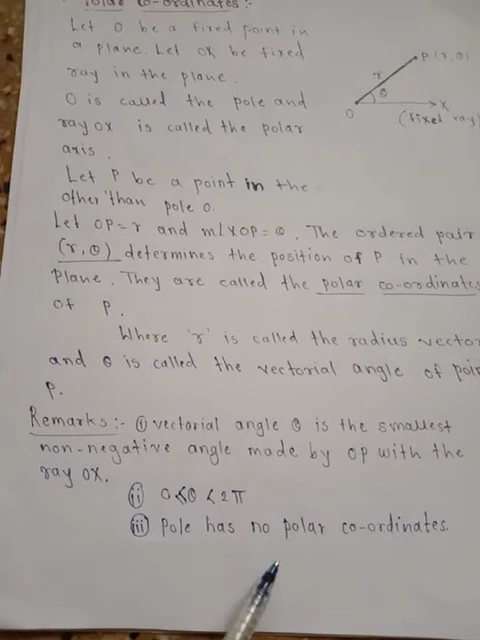 Polar co-ordinates :-
Let O be a fixed point in
a plane. Let OX be fixed
ray in the plane.
O is called the pole and
ray OX is called the polar
axis.
P(r, θ)
r
θ
O
X
(fixed ray)
Let P be a point in the
other than pole O.
Let OP=r and m∠XOP=θ. The ordered pair
(r, θ) determines the position of P in the
plane. They are called the polar co-ordinates
of P.
Where 'r' is called the radius vector
and θ is called the vectorial angle of poin
P.
Remarks :- (i) vectorial angle θ is the smallest
non-negative angle made by OP with the
ray OX.
(ii) 0≤θ<2π
(iii) Pole has no polar co-ordinates.